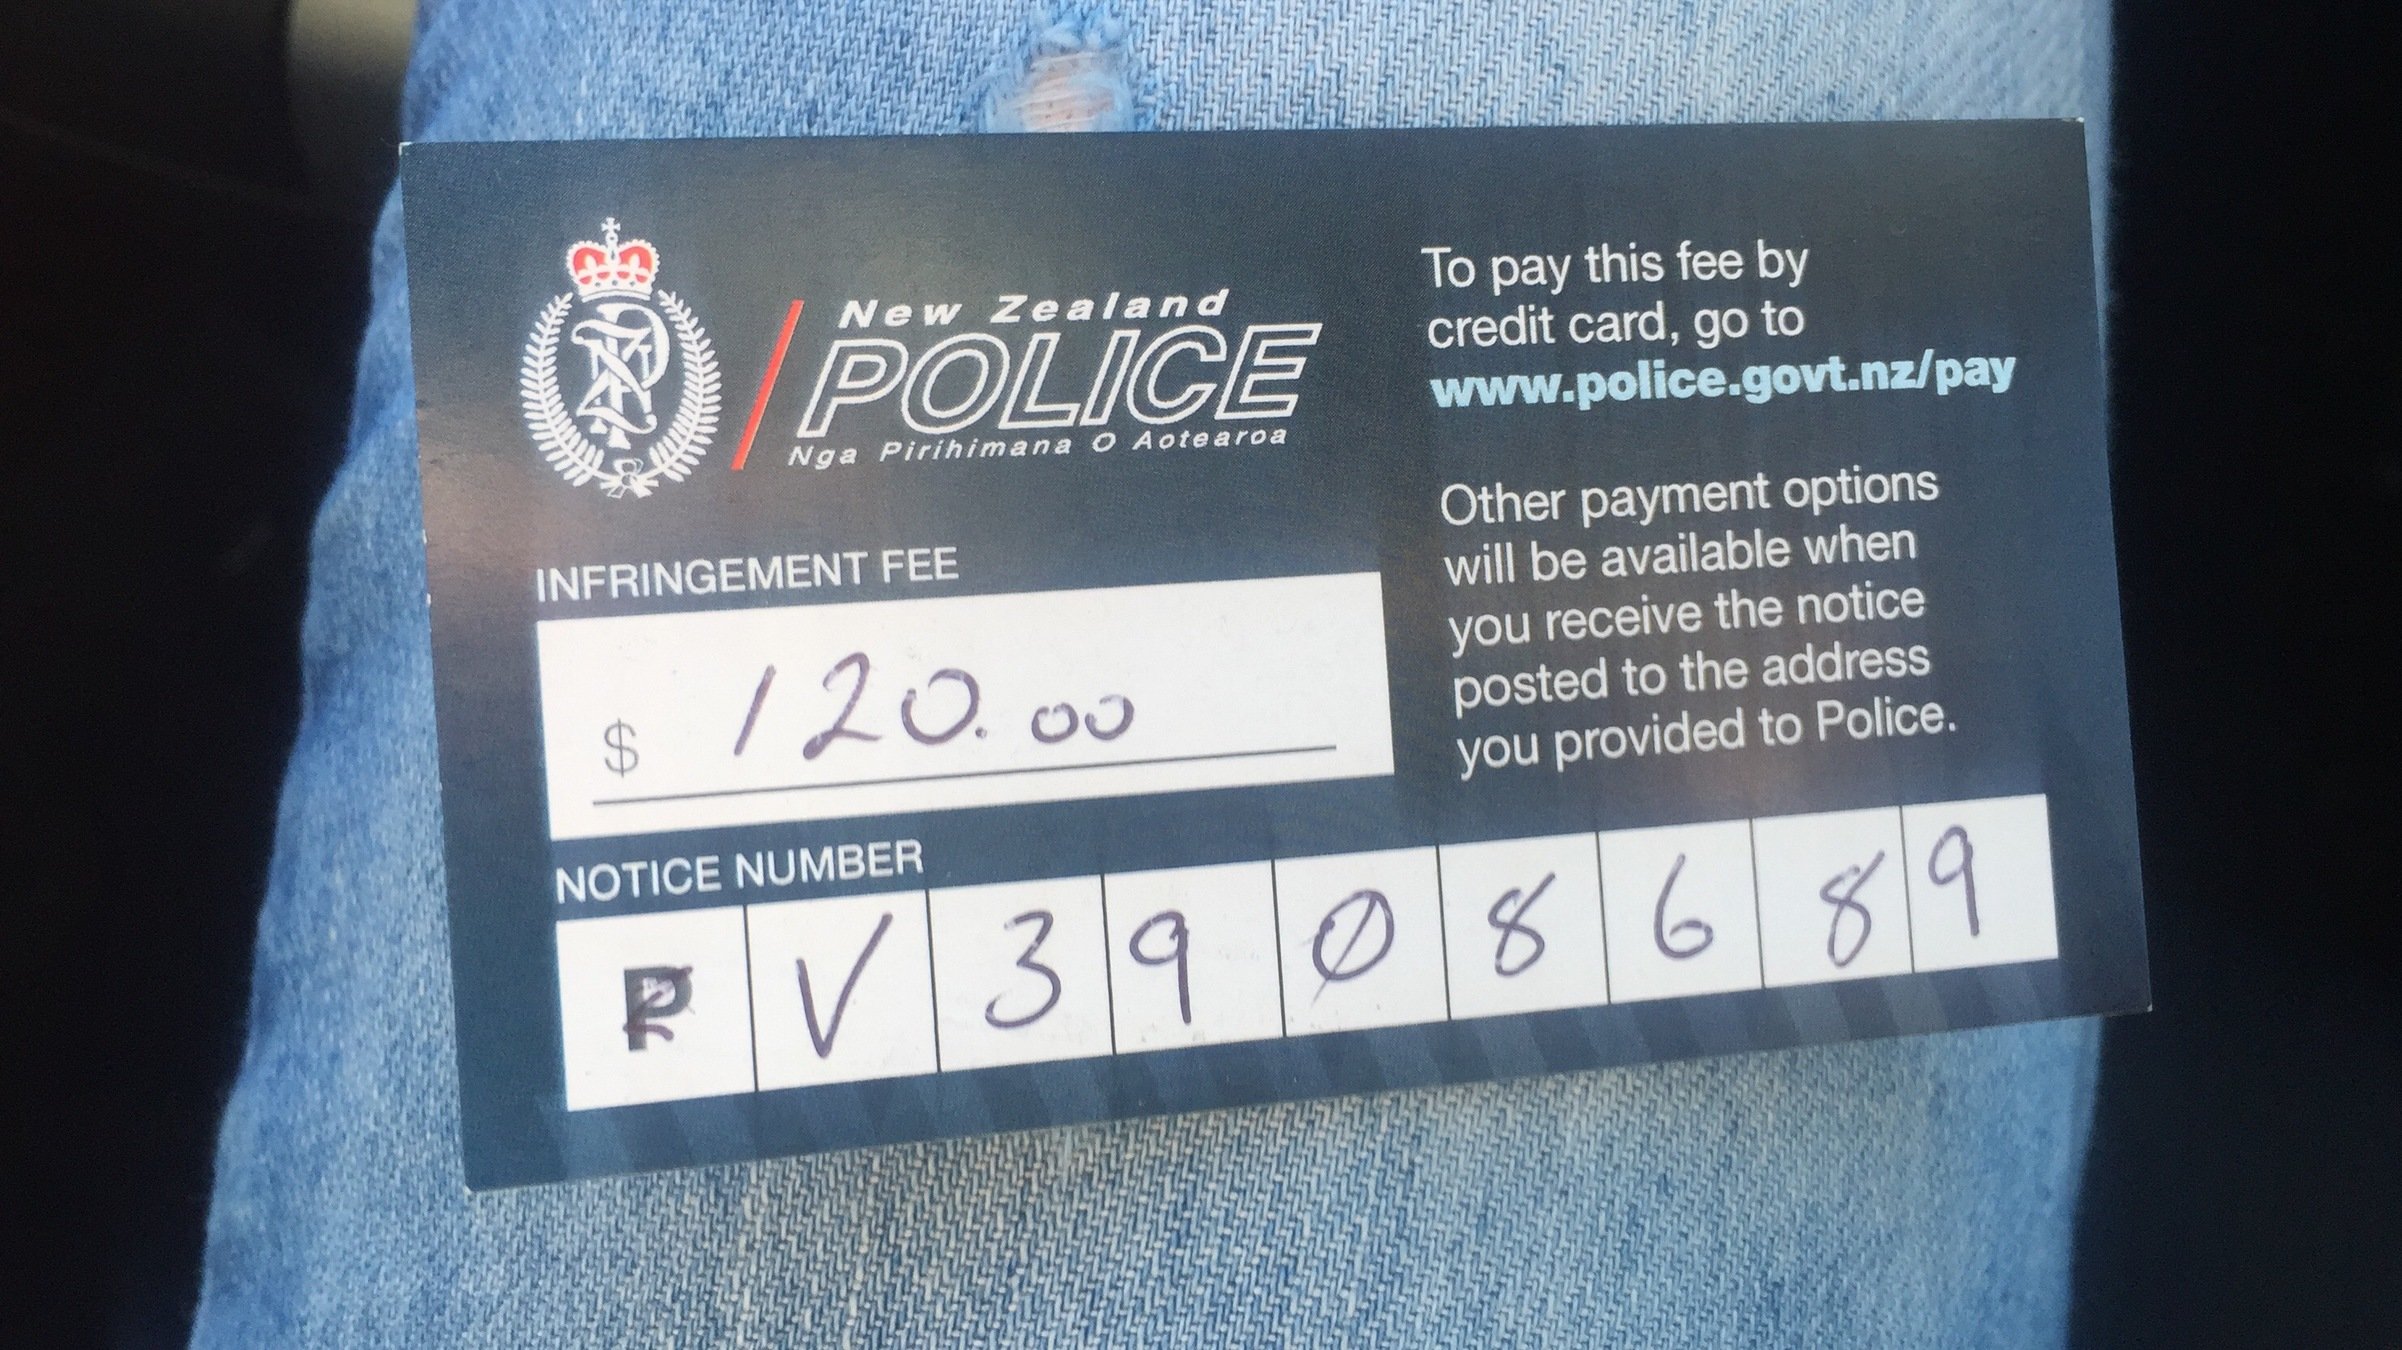 New Zealand
POLICE
Nga Pirihimana O Aotearoa
To pay this fee by
credit card, go to
www.police.govt.nz/pay
Other payment options
will be available when
you receive the notice
posted to the address
you provided to Police.
INFRINGEMENT FEE
$ 120.00
NOTICE NUMBER
P V 3 9 0 8 6 8 9